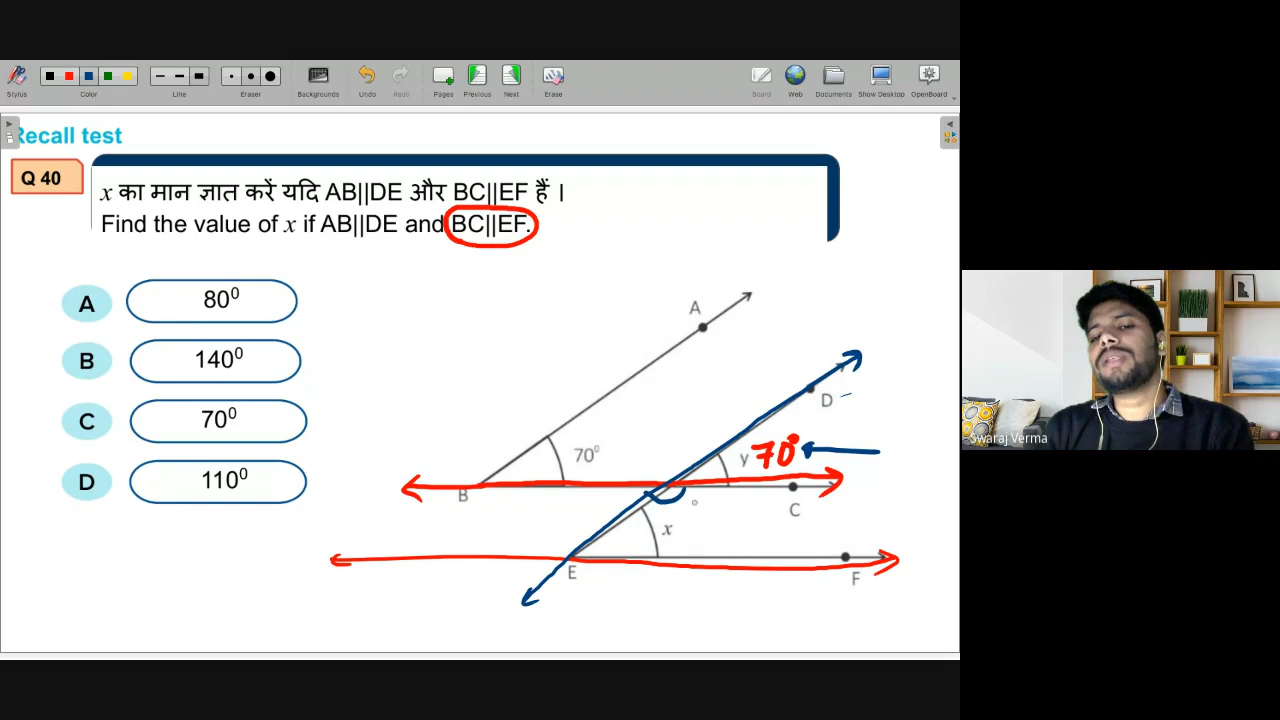 Stylus
Color
Line
Eraser
Backgrounds
Undo
Redo
Pages
Previous
Next
Erase
Board
Web
Documents
Show Desktop
OpenBoard
Recall test
Q 40
x का मान ज्ञात करें यदि AB||DE और BC||EF हैं ।
Find the value of x if AB||DE and BC||EF.
A 80⁰
B 140⁰
C 70⁰
D 110⁰
A
D
70⁰
y 70°
B
C
x
E
F
Swaraj Verma